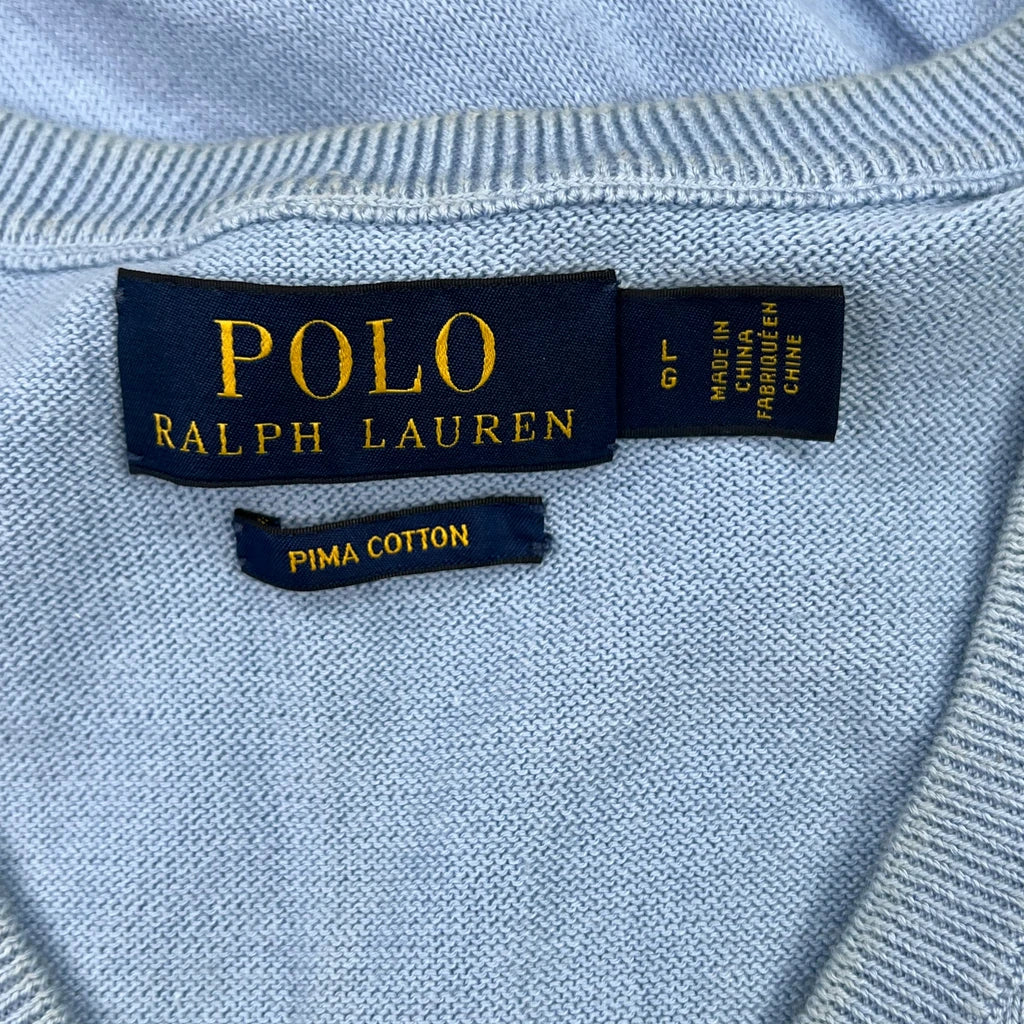 POLO
RALPH LAUREN
L
G
MADE IN
CHINA
FABRIQUÉ EN
CHINE
PIMA COTTON